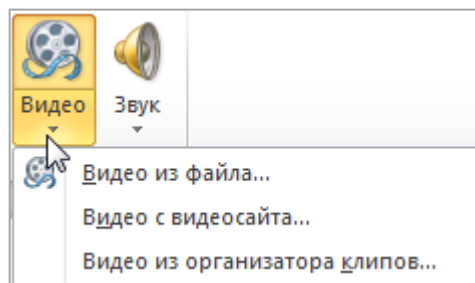 Видео Звук
Видео из файла...
Видео с видеосайта...
Видео из организатора клипов...